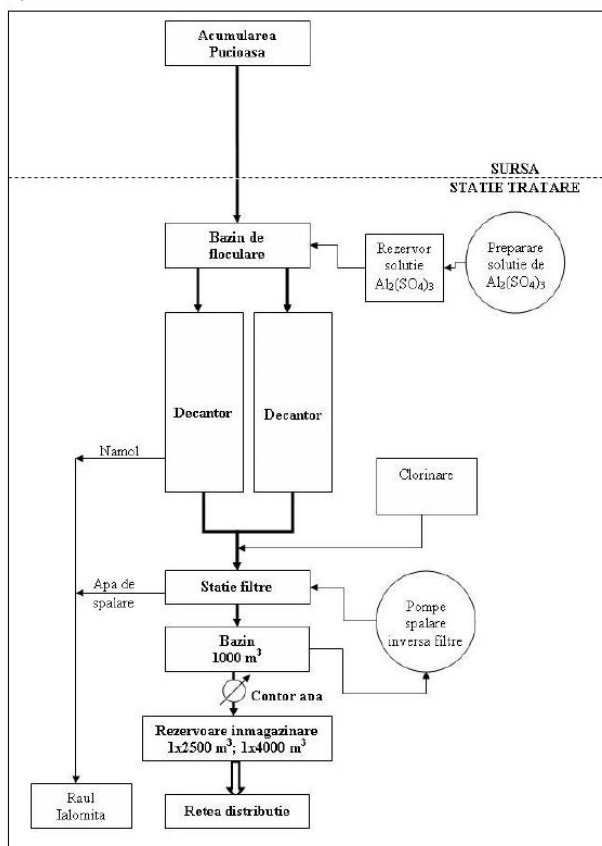 Acumularea
Pucioasa
SURSA
STATIE TRATARE
Bazin de
floculare
Rezervor
solutie
Al₂(SO₄)₃
Preparare
solutie de
Al₂(SO₄)₃
Decantor
Decantor
Namol
Clorinare
Apa de
spalare
Statie filtre
Pompe
spalare
inversa filtre
Bazin
1000 m³
Contor apa
Rezervoare inmagazinare
1x2500 m³; 1x4000 m³
Raul
Ialomita
Retea distributie